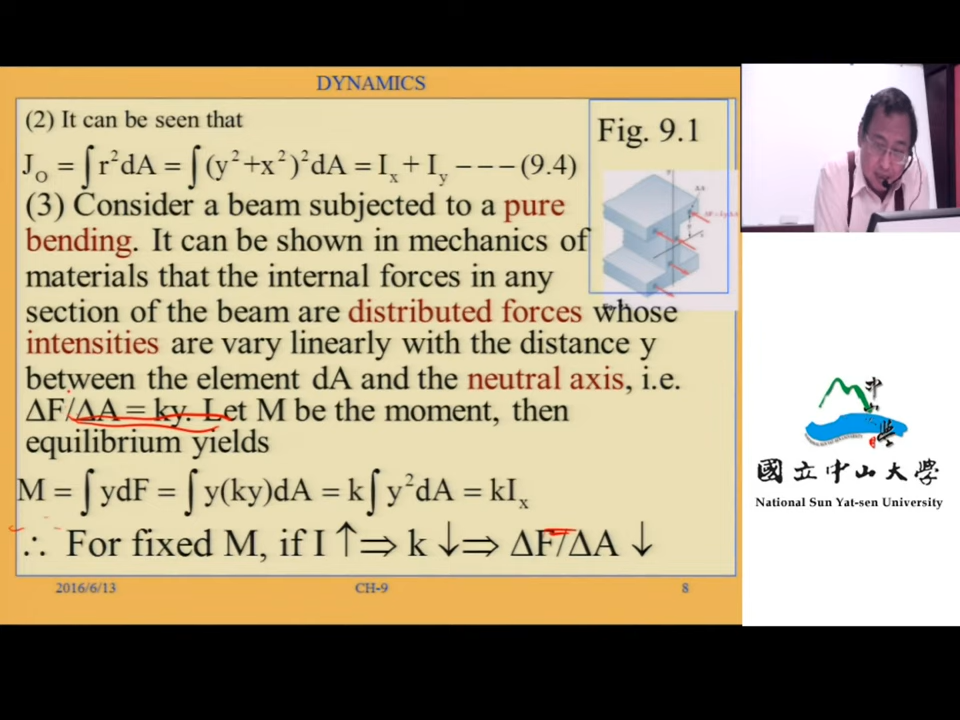 DYNAMICS
(2) It can be seen that
J_O = ∫ r²dA = ∫ (y²+x²)²dA = I_x + I_y −−− (9.4)
(3) Consider a beam subjected to a pure
bending. It can be shown in mechanics of
materials that the internal forces in any
section of the beam are distributed forces whose
intensities are vary linearly with the distance y
between the element dA and the neutral axis, i.e.
ΔF/ΔA = ky. Let M be the moment, then
equilibrium yields
M = ∫ ydF = ∫ y(ky)dA = k∫ y²dA = kI_x
∴ For fixed M, if I ↑⇒ k ↓⇒ ΔF/ΔA ↓
Fig. 9.1
2016/6/13
CH-9
8
中山大學
國立中山大學
National Sun Yat-sen University